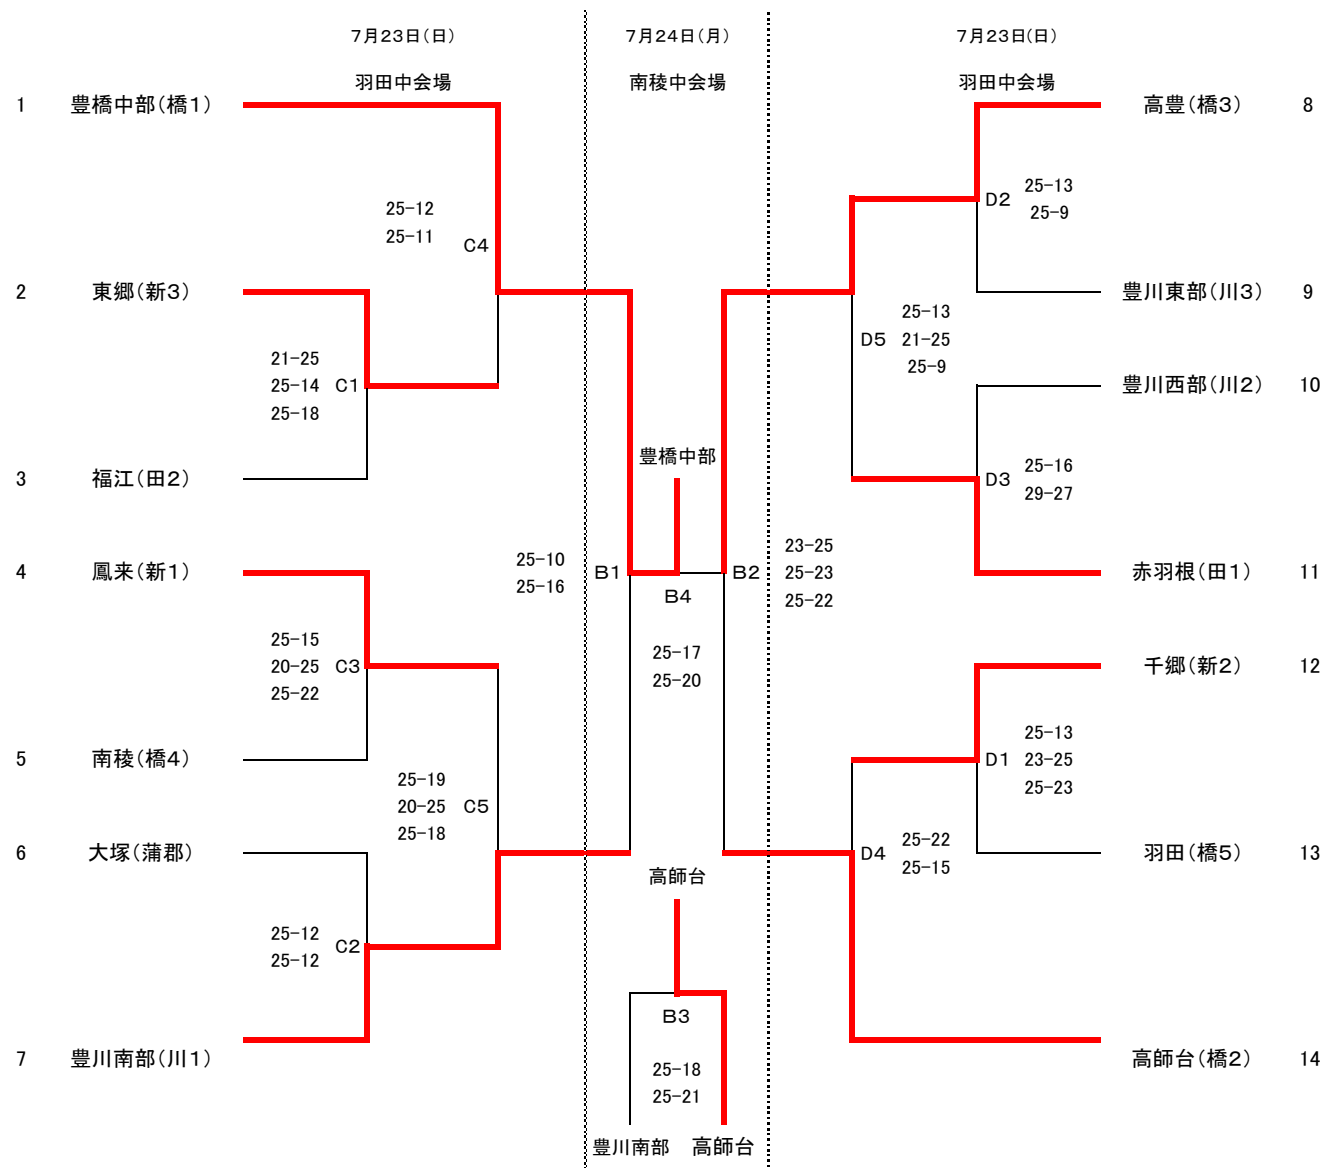 7月23日(日)
7月24日(月)
7月23日(日)
羽田中会場
南稜中会場
羽田中会場
1 豊橋中部(橋1)
高豊(橋3) 8
25-13
D2
25-9
25-12
25-11
C4
2 東郷(新3)
豊川東部(川3) 9
25-13
D5 21-25
25-9
21-25
25-14 C1
25-18
豊川西部(川2) 10
豊橋中部
3 福江(田2)
25-16
D3
29-27
25-10
25-16
B1
B2
23-25
25-23
25-22
4 鳳来(新1)
赤羽根(田1) 11
B4
25-17
25-20
25-15
20-25 C3
25-22
千郷(新2) 12
5 南稜(橋4)
25-13
D1 23-25
25-23
25-19
20-25 C5
25-18
6 大塚(蒲郡)
D4 25-22
25-15
羽田(橋5) 13
高師台
25-12
25-12
C2
B3
25-18
25-21
7 豊川南部(川1)
高師台(橋2) 14
豊川南部 高師台